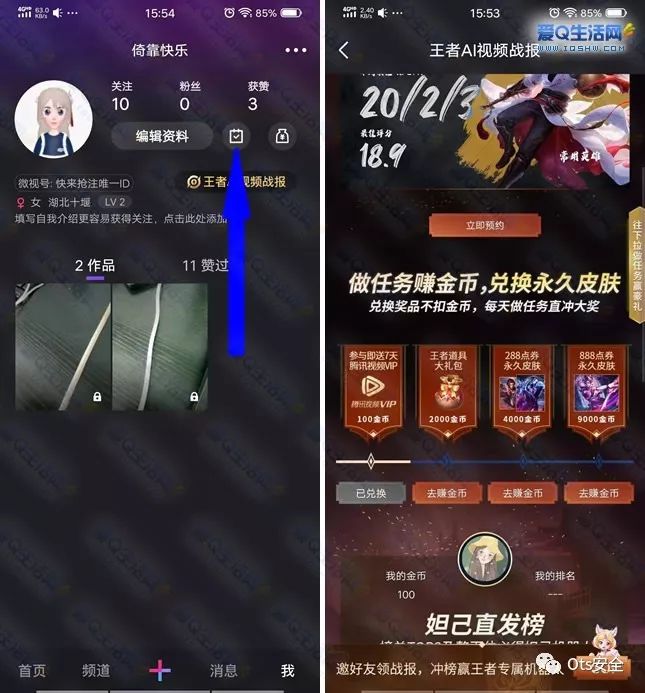 4G 63.0 KB/s 15:54 85%
倚靠快乐
关注 粉丝 获赞
10 0 3
编辑资料
微视号: 快来抢注唯一ID
王者AI视频战报
女 湖北十堰 LV 2
填写自我介绍更容易获得关注，点击此处添加
2 作品 11 赞过
首页 频道 消息 我
4G 2.40 KB/s 15:53 85%
爱Q生活网
www.iqshw.com
王者AI视频战报
20/2/3
最佳评分
18.9
常用英雄
立即预约
往下拉做任务赢豪礼
做任务赚金币,兑换永久皮肤
兑换奖品不扣金币，每天做任务直冲大奖
参与即送7天 王者道具 288点券 888点券
腾讯视频VIP 大礼包 永久皮肤 永久皮肤
腾讯视频VIP
100金币 2000金币 4000金币 9000金币
已兑换 去赚金币 去赚金币 去赚金币
我的金币 我的排名
100 ---
妲己直发榜
邀好友领战报，冲榜赢王者专属机器
Ots安全